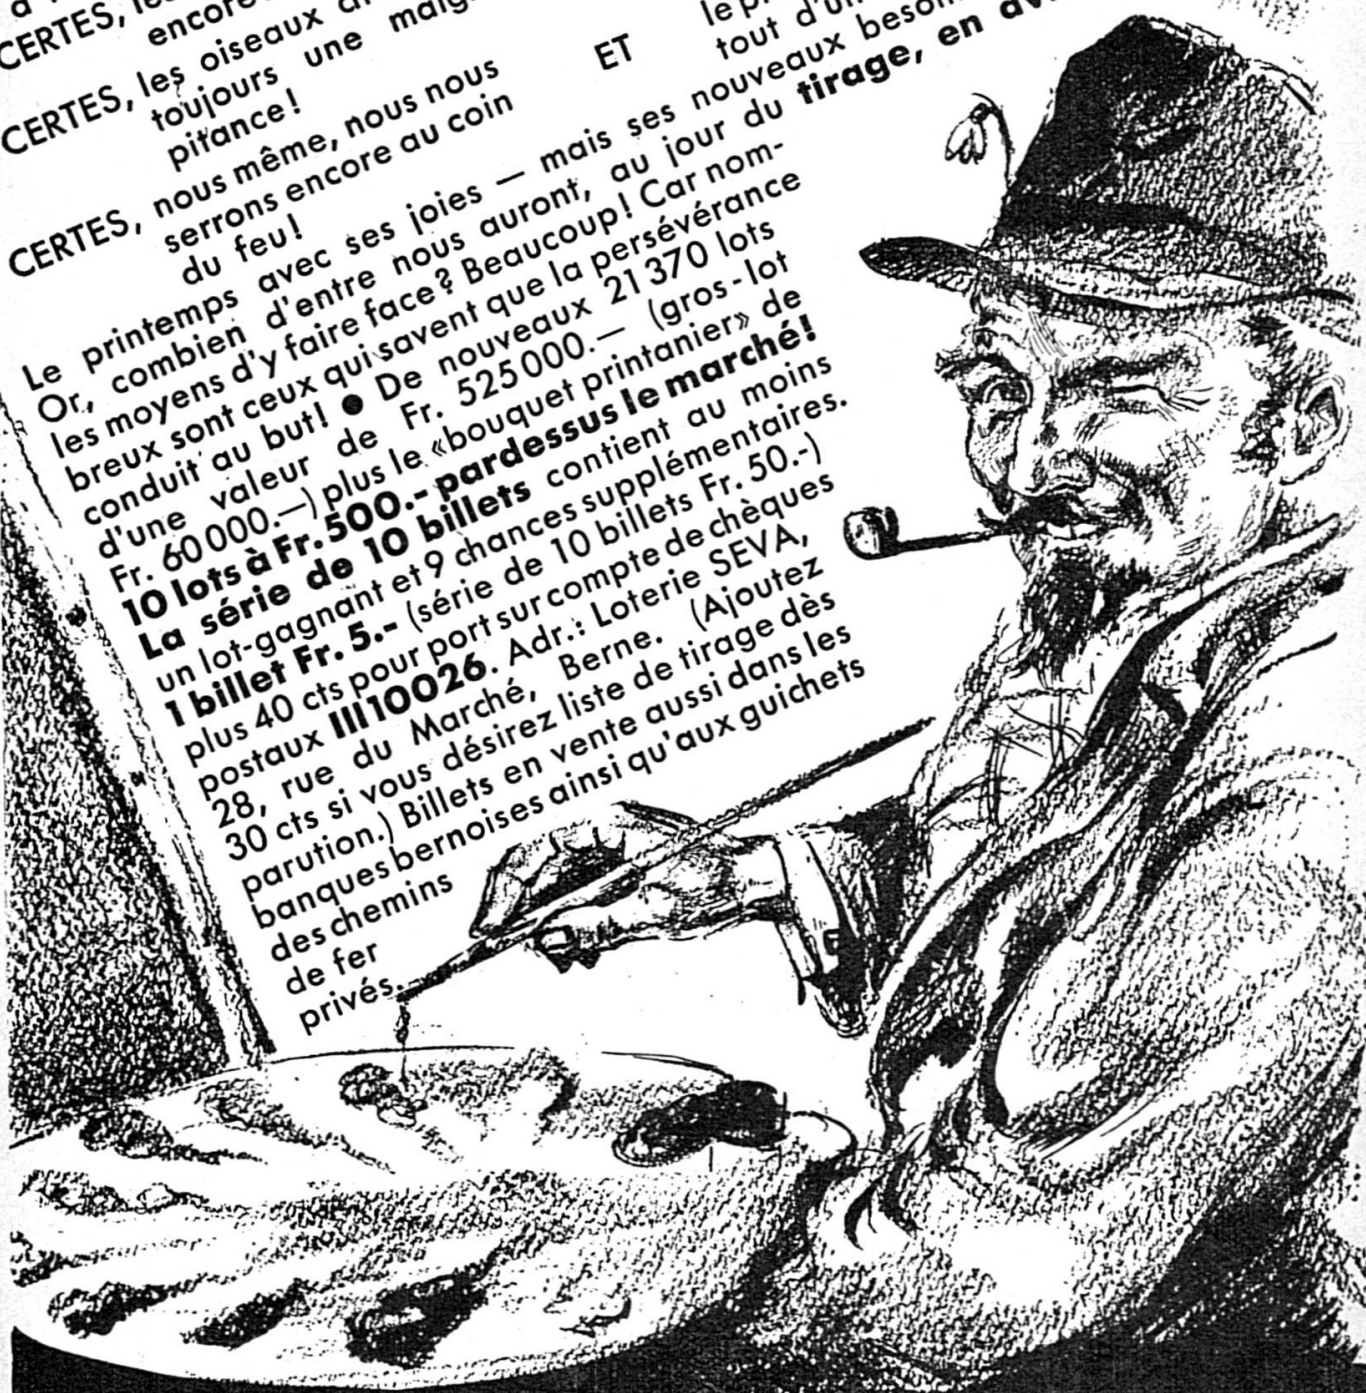 CERTES,
encore
CERTES, les oiseaux
toujours une
pitance!
CERTES, nous même, nous nous
serrons encore au coin
du feu!
ET
tout d'un
Le printemps avec ses joies — mais ses nouveaux
Or, combien d'entre nous auront, au jour du tirage, en
les moyens d'y faire face? Beaucoup! Car nom-
breux sont ceux qui savent que la persévérance
conduit au but! ● De nouveaux 21 370 lots
d'une valeur de Fr. 525 000.— (gros-lot
Fr. 60 000.—) plus le «bouquet printanier» de
10 lots à Fr. 500.- pardessus le marché!
La série de 10 billets contient au moins
un lot-gagnant et 9 chances supplémentaires.
1 billet Fr. 5.- (série de 10 billets Fr. 50.-)
plus 40 cts pour port sur compte de chèques
postaux III 10026. Adr.: Loterie SEVA,
28, rue du Marché, Berne. (Ajoutez
30 cts si vous désirez liste de tirage dès
parution.) Billets en vente aussi dans les
banques bernoises ainsi qu'aux guichets
des chemins
de fer
privés.